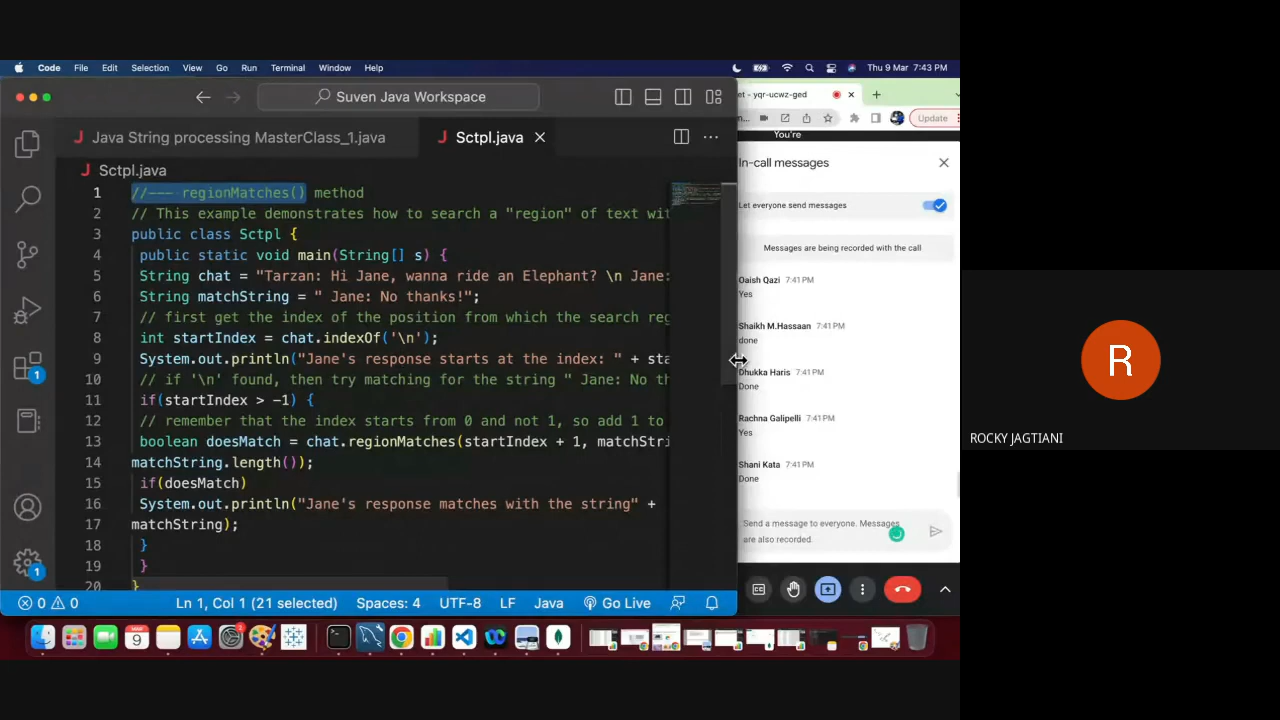 Code File Edit Selection View Go Run Terminal Window Help Thu 9 Mar 7:43 PM
Suven Java Workspace
et - yqr-ucwz-ged
Update
Java String processing MasterClass_1.java
Sctpl.java
Sctpl.java
1 //--- regionMatches() method
2 // This example demonstrates how to search a "region" of text wit
3 public class Sctpl {
4 public static void main(String[] s) {
5 String chat = "Tarzan: Hi Jane, wanna ride an Elephant? \n Jane:
6 String matchString = " Jane: No thanks!";
7 // first get the index of the position from which the search reg
8 int startIndex = chat.indexOf('\n');
9 System.out.println("Jane's response starts at the index: " + sta
10 // if '\n' found, then try matching for the string " Jane: No th
11 if(startIndex > -1) {
12 // remember that the index starts from 0 and not 1, so add 1 to
13 boolean doesMatch = chat.regionMatches(startIndex + 1, matchStri
14 matchString.length());
15 if(doesMatch)
16 System.out.println("Jane's response matches with the string" +
17 matchString);
18 }
19 }
20 }
0 0 Ln 1, Col 1 (21 selected) Spaces: 4 UTF-8 LF Java Go Live
1
1
You're
In-call messages
Let everyone send messages
Messages are being recorded with the call
Oaish Qazi 7:41 PM
Yes
Shaikh M.Hassaan 7:41 PM
done
Dhukka Haris 7:41 PM
Done
Rachna Galipelli 7:41 PM
Yes
Shani Kata 7:41 PM
Done
Send a message to everyone. Messages
are also recorded.
R
ROCKY JAGTIANI